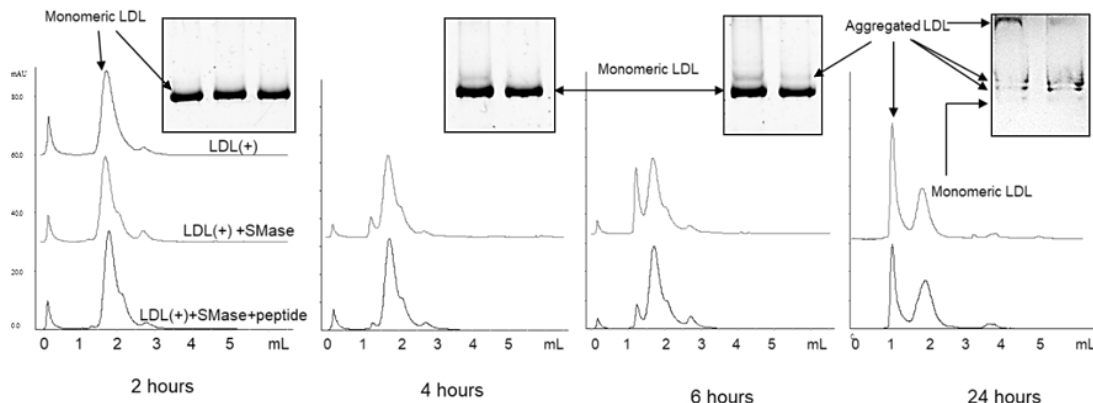 Monomeric LDL
Monomeric LDL
Aggregated LDL
Monomeric LDL
mAU
80.0
60.0
40.0
20.0
0.0
LDL(+)
LDL(+) +SMase
LDL(+)+SMase+peptide
0 1 2 3 4 5 mL
0 1 2 3 4 5 mL
0 1 2 3 4 5 mL
0 1 2 3 4 5 mL
2 hours
4 hours
6 hours
24 hours